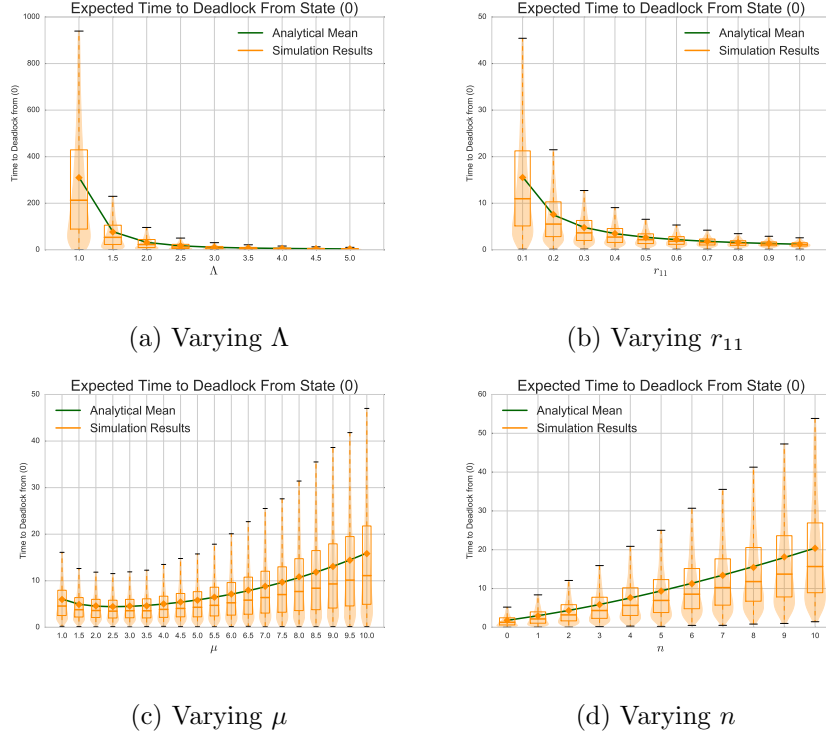 Expected Time to Deadlock From State (0)
1000
800
600
400
200
0
Time to Deadlock from (0)
Analytical Mean
Simulation Results
1.0 1.5 2.0 2.5 3.0 3.5 4.0 4.5 5.0
Λ
(a) Varying Λ
Expected Time to Deadlock From State (0)
50
40
30
20
10
0
Time to Deadlock from (0)
Analytical Mean
Simulation Results
0.1 0.2 0.3 0.4 0.5 0.6 0.7 0.8 0.9 1.0
r₁₁
(b) Varying r₁₁
Expected Time to Deadlock From State (0)
50
40
30
20
10
0
Time to Deadlock from (0)
Analytical Mean
Simulation Results
1.0 1.5 2.0 2.5 3.0 3.5 4.0 4.5 5.0 5.5 6.0 6.5 7.0 7.5 8.0 8.5 9.0 9.5 10.0
μ
(c) Varying μ
Expected Time to Deadlock From State (0)
60
50
40
30
20
10
0
Time to Deadlock from (0)
Analytical Mean
Simulation Results
0 1 2 3 4 5 6 7 8 9 10
n
(d) Varying n